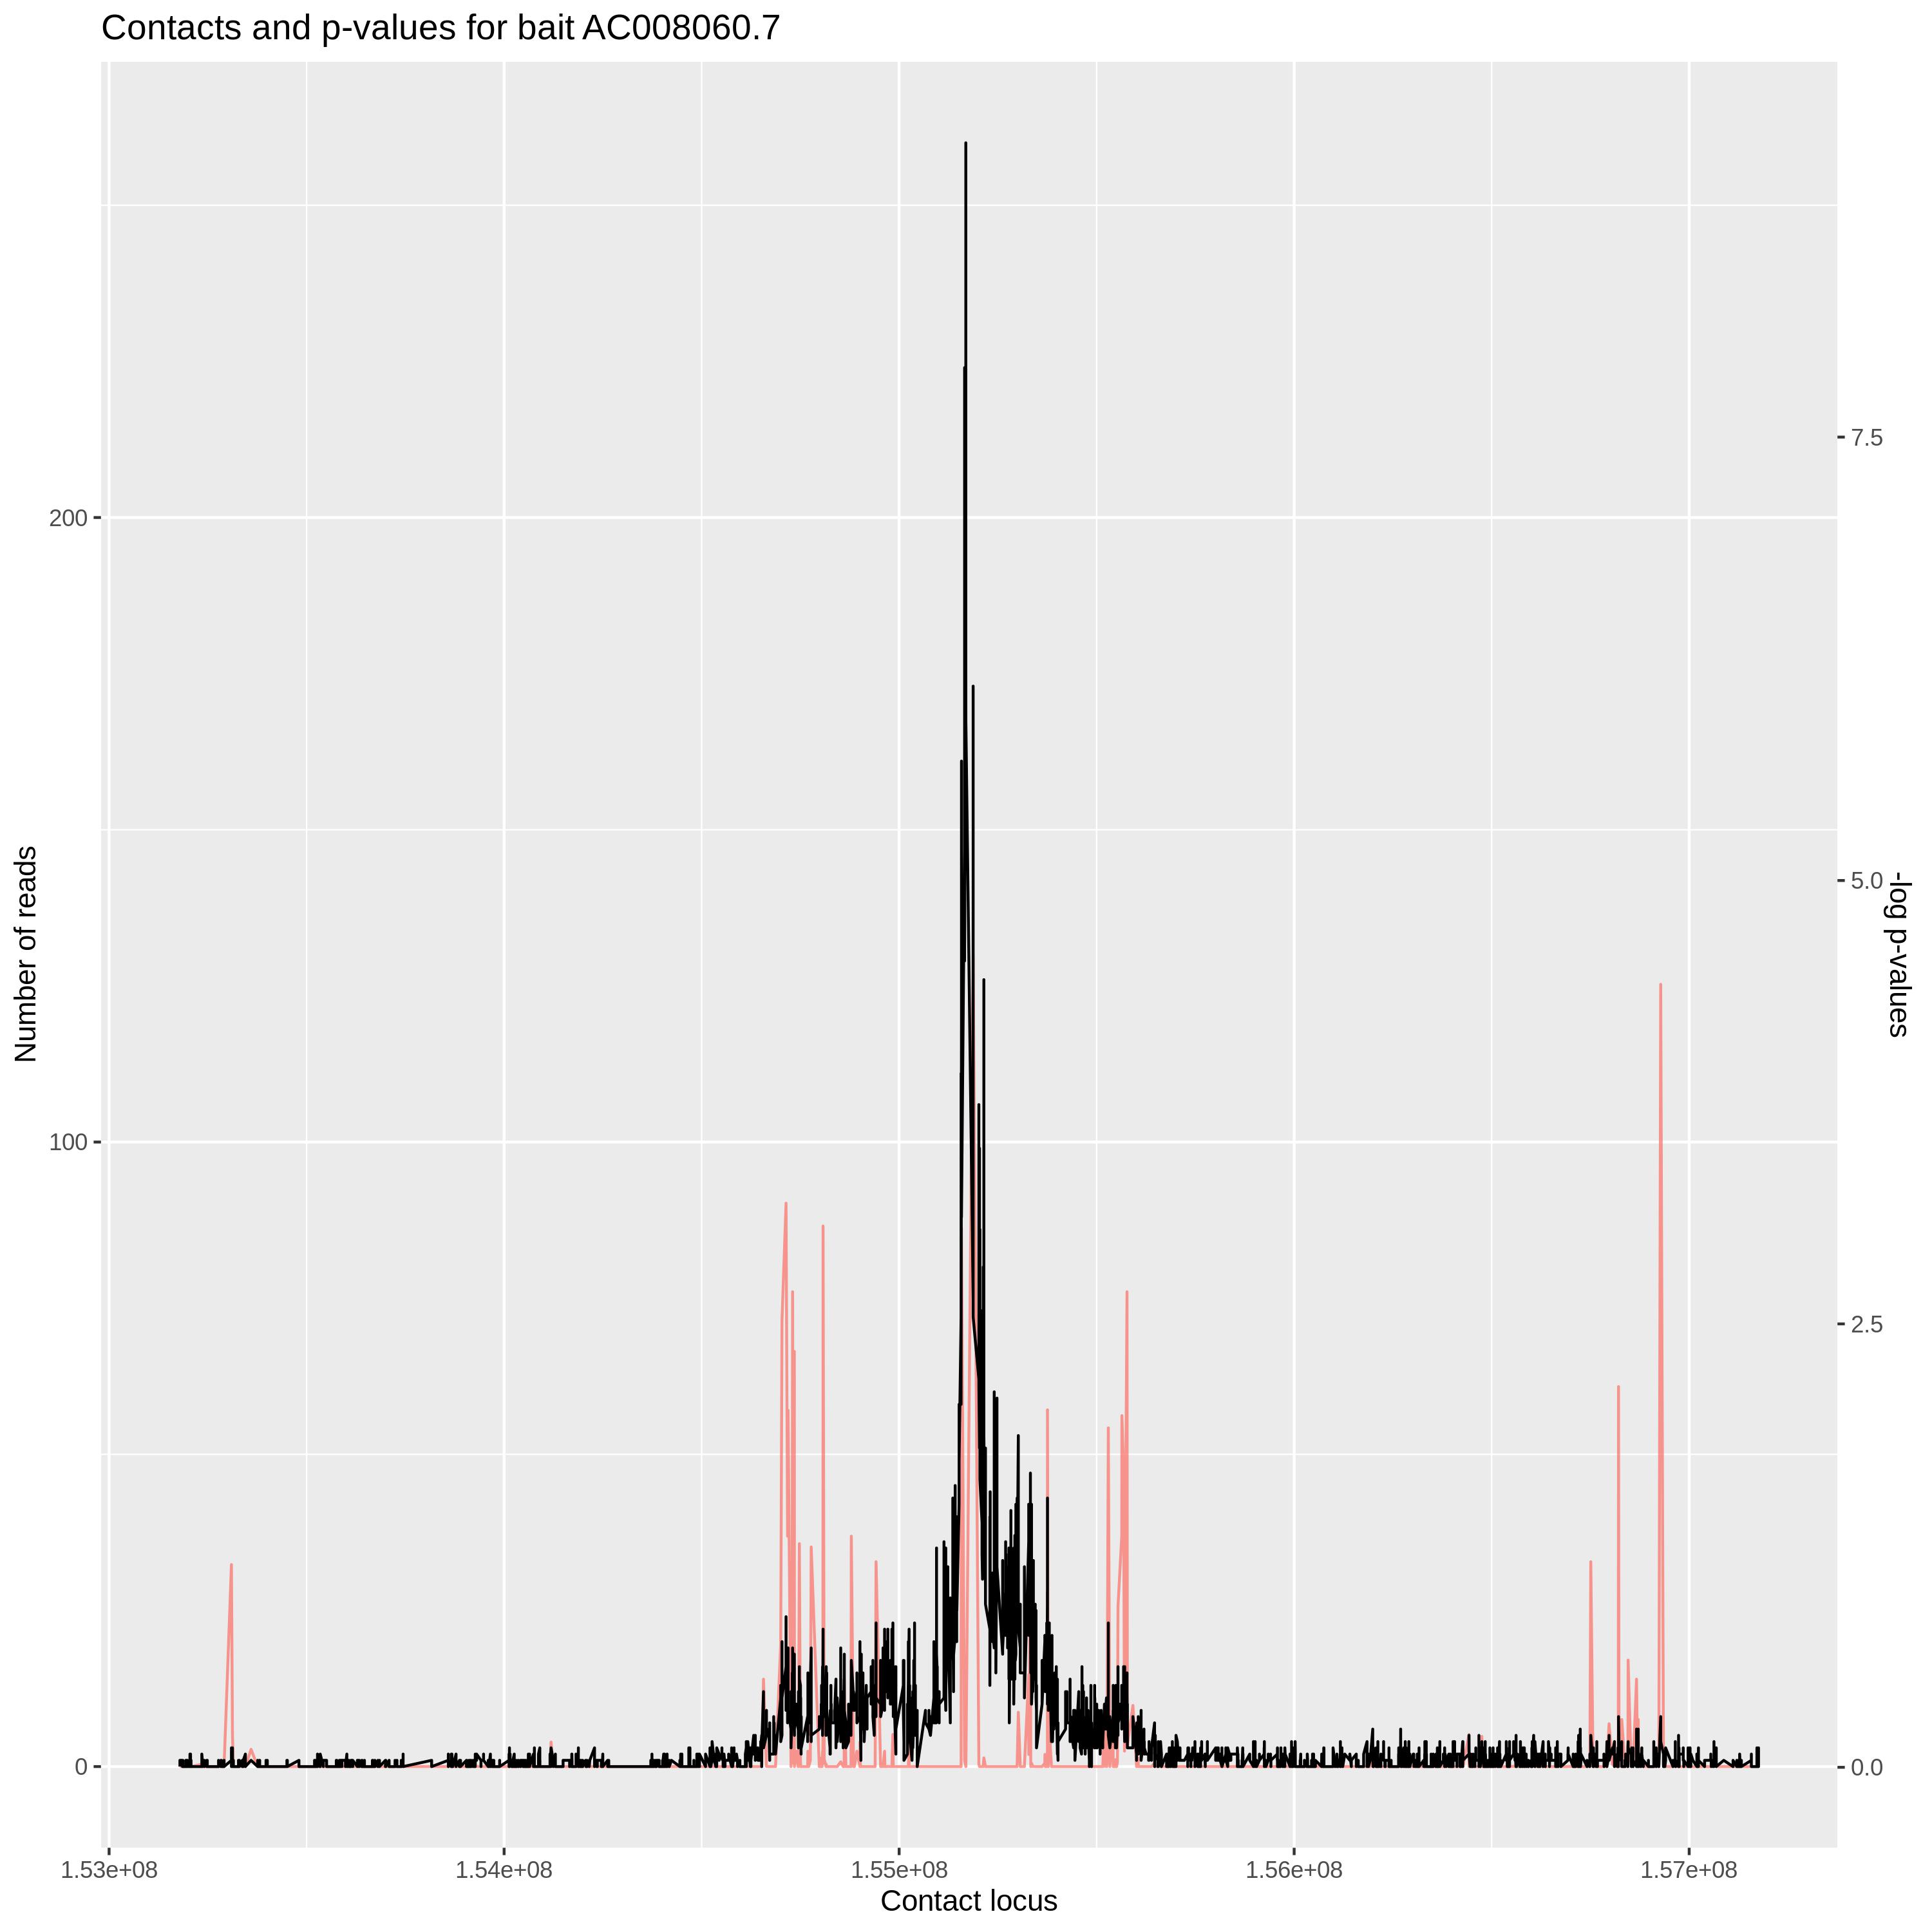 Contacts and p-values for bait AC008060.7
Number of reads
200
100
0
7.5
5.0
2.5
0.0
-log p-values
1.53e+08
1.54e+08
1.55e+08
1.56e+08
1.57e+08
Contact locus